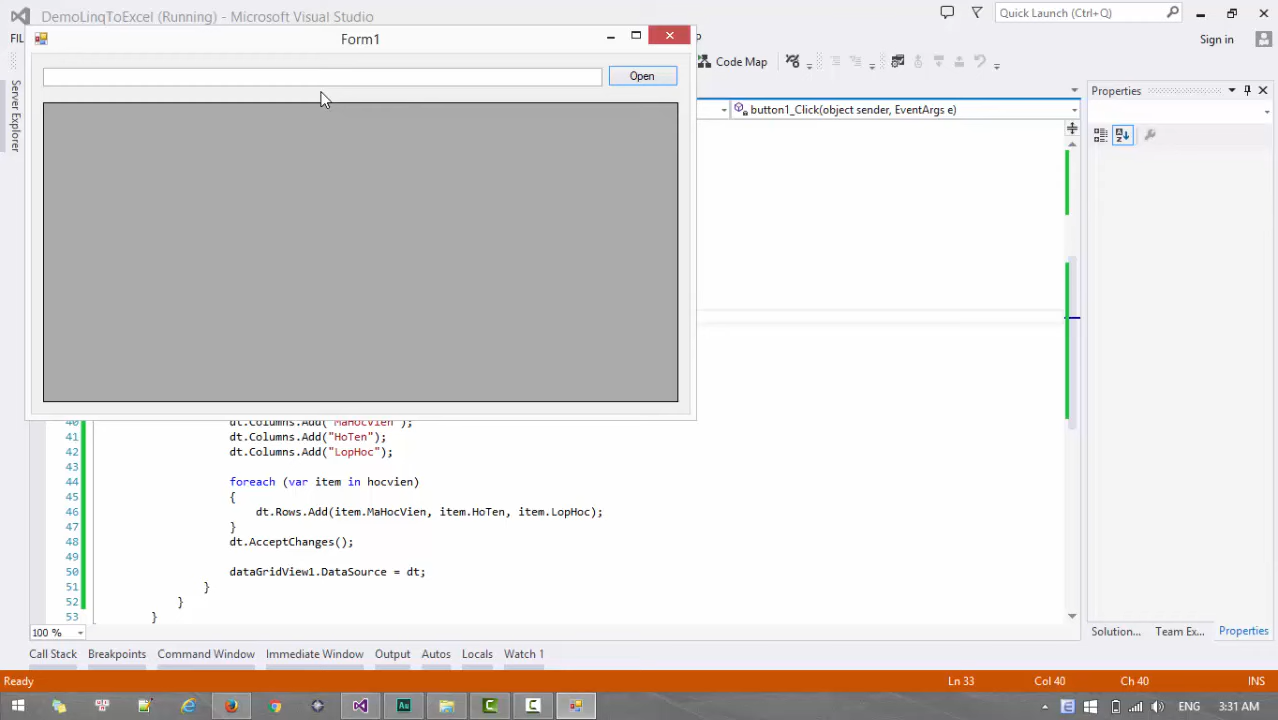 DemoLinqToExcel (Running) - Microsoft Visual Studio
Quick Launch (Ctrl+Q)
FIL
Form1
Sign in
Open
Code Map
Server Explorer
Properties
button1_Click(object sender, EventArgs e)
40 dt.Columns.Add("MaHocVien");
41 dt.Columns.Add("HoTen");
42 dt.Columns.Add("LopHoc");
43
44 foreach (var item in hocvien)
45 {
46 dt.Rows.Add(item.MaHocVien, item.HoTen, item.LopHoc);
47 }
48 dt.AcceptChanges();
49
50 dataGridView1.DataSource = dt;
51 }
52 }
53 }
100 %
Solution... Team Ex... Properties
Call Stack Breakpoints Command Window Immediate Window Output Autos Locals Watch 1
Ready Ln 33 Col 40 Ch 40 INS
ENG 3:31 AM